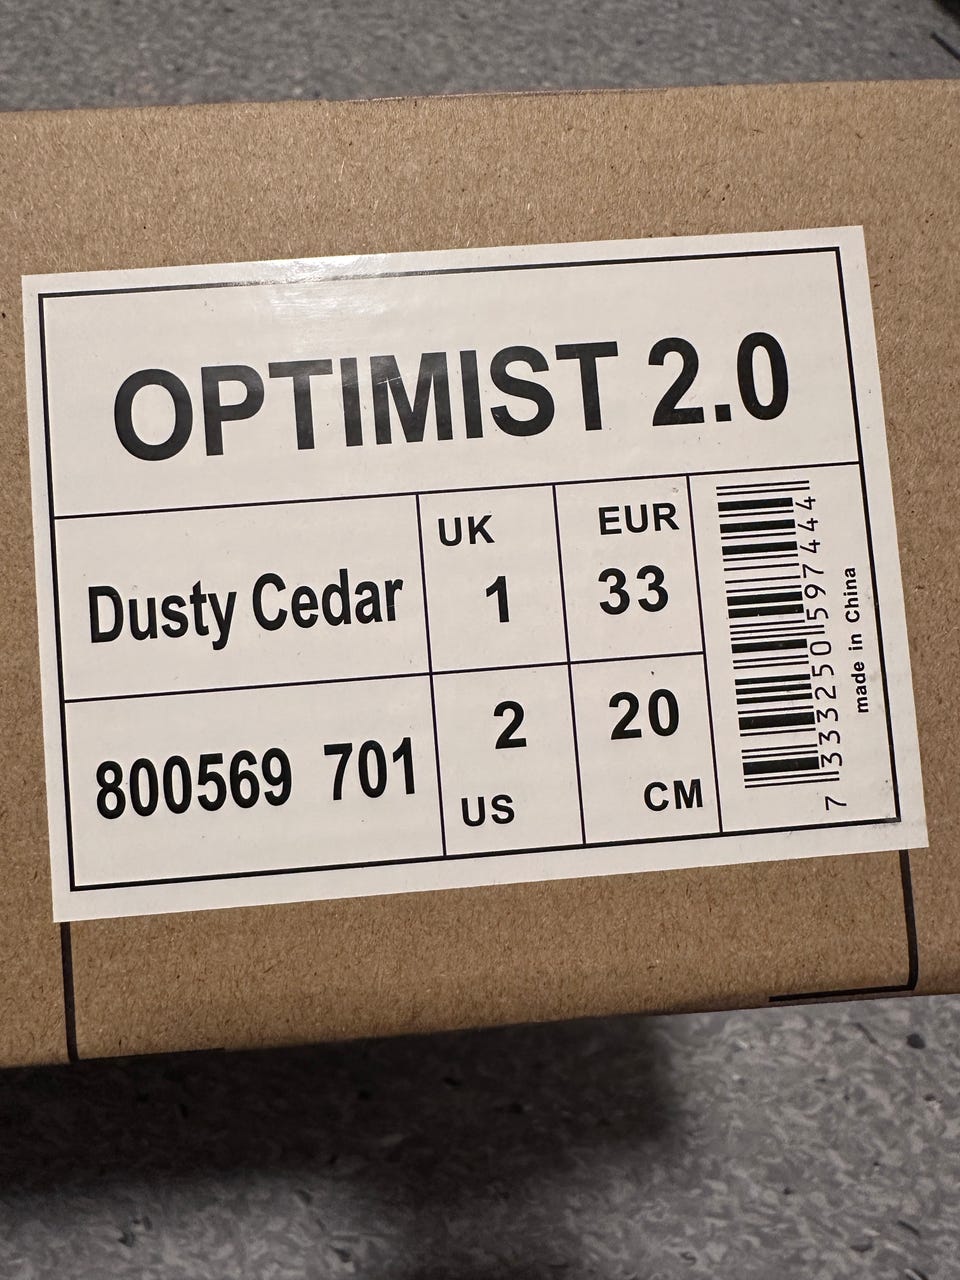 OPTIMIST 2.0
Dusty Cedar
UK
1
EUR
33
800569 701
2
US
20
CM
7 333250 597444
made in China